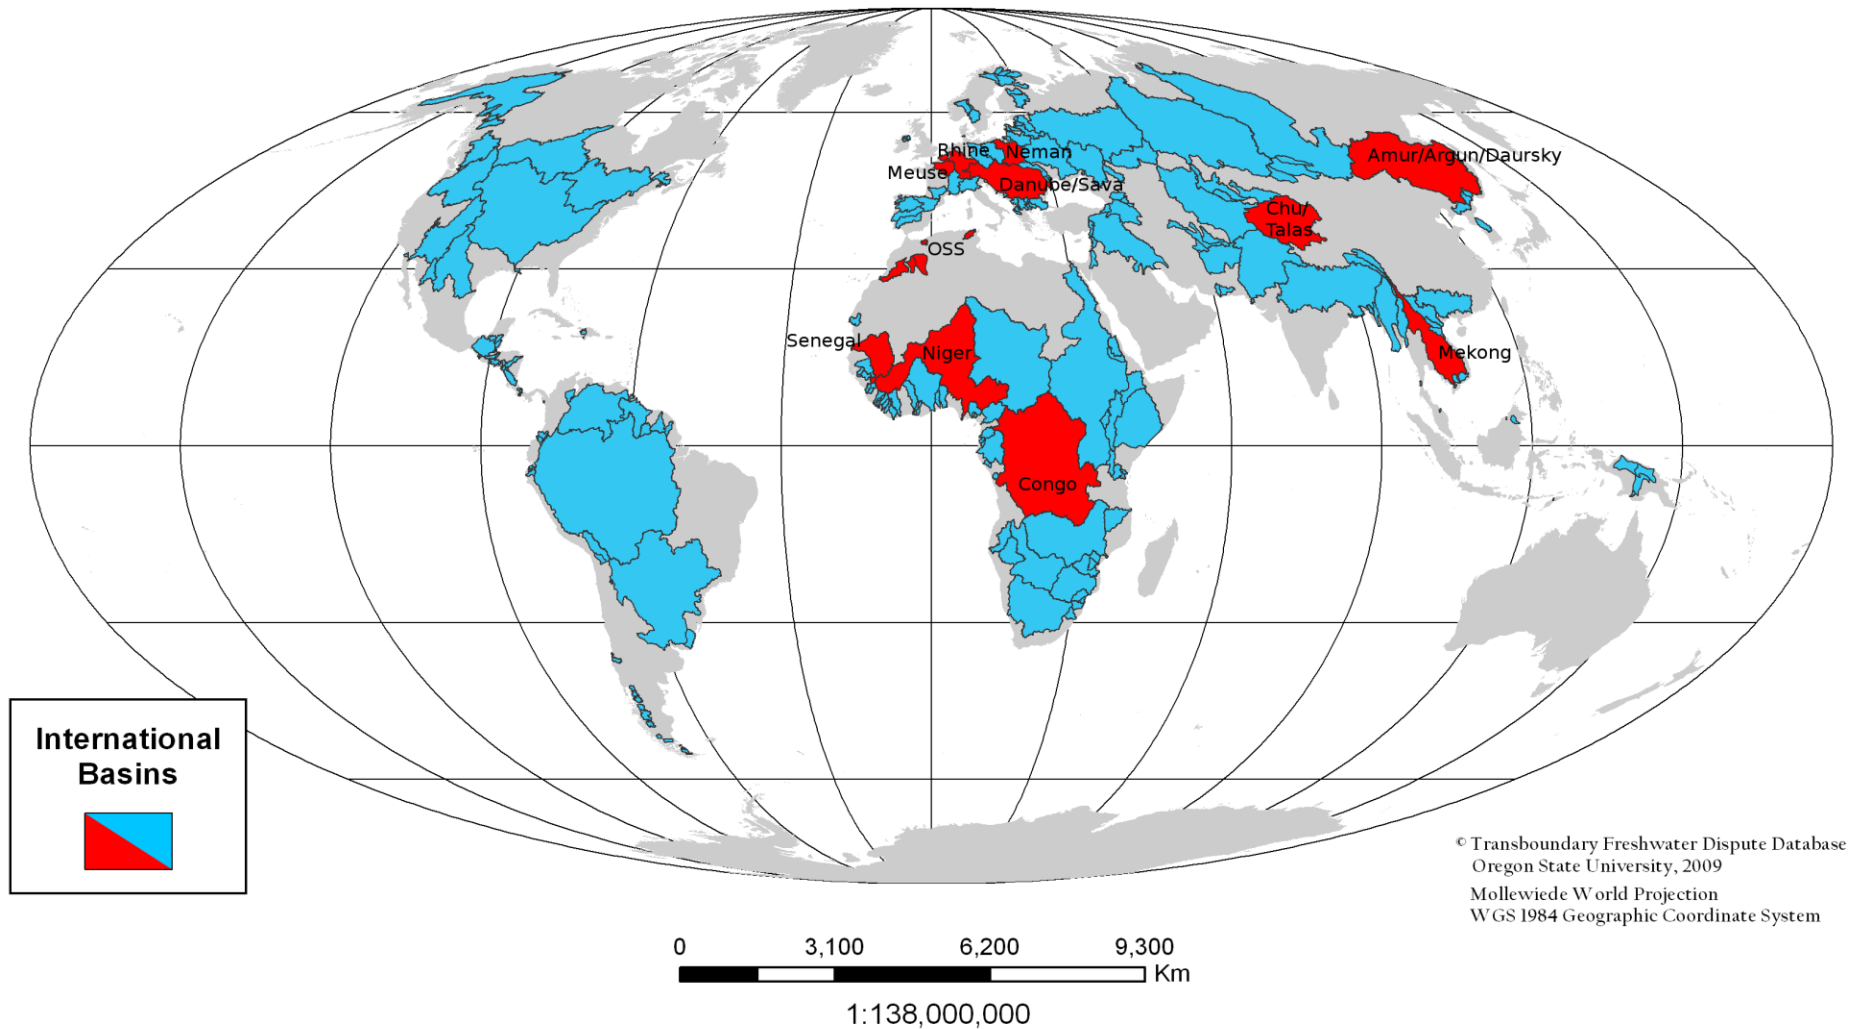 Rhine
Neman
Amur/Argun/Daursky
Meuse
Danube/Sava
Chu/
Talas
OSS
Senegal
Niger
Mekong
Congo
International
Basins
© Transboundary Freshwater Dispute Database
Oregon State University, 2009
Mollewiede World Projection
WGS 1984 Geographic Coordinate System
0 3,100 6,200 9,300
Km
1:138,000,000